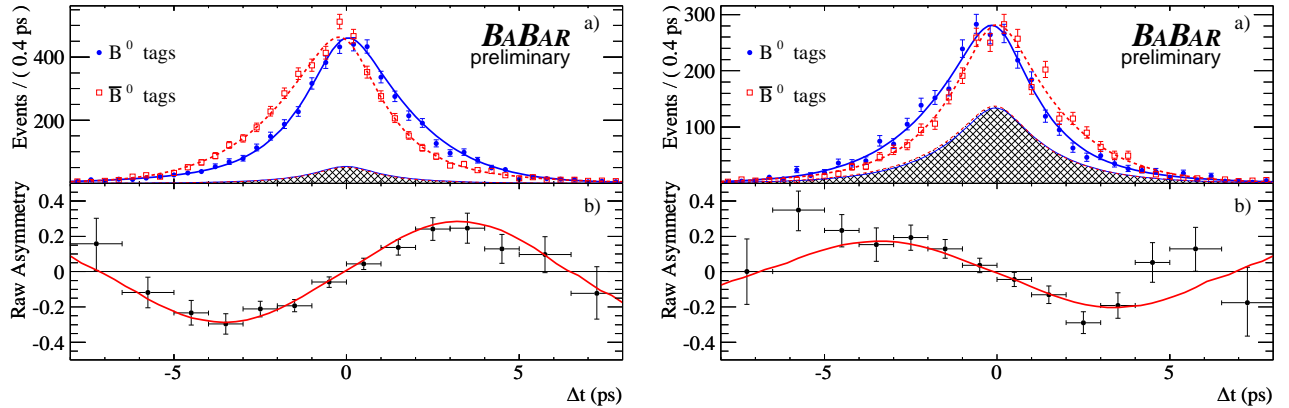 Events / ( 0.4 ps )
400
200
a)
B⁰ tags
B̅⁰ tags
BABAR
preliminary
Raw Asymmetry
0.4
0.2
0
-0.2
-0.4
b)
-5
0
5
Δt (ps)
Events / ( 0.4 ps )
300
200
100
a)
B⁰ tags
B̅⁰ tags
BABAR
preliminary
Raw Asymmetry
0.4
0.2
0
-0.2
-0.4
b)
-5
0
5
Δt (ps)